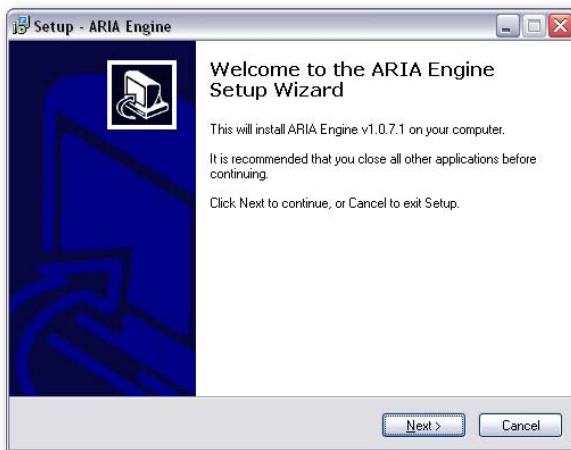 Setup - ARIA Engine
Welcome to the ARIA Engine
Setup Wizard
This will install ARIA Engine v1.0.7.1 on your computer.
It is recommended that you close all other applications before
continuing.
Click Next to continue, or Cancel to exit Setup.
Next >
Cancel